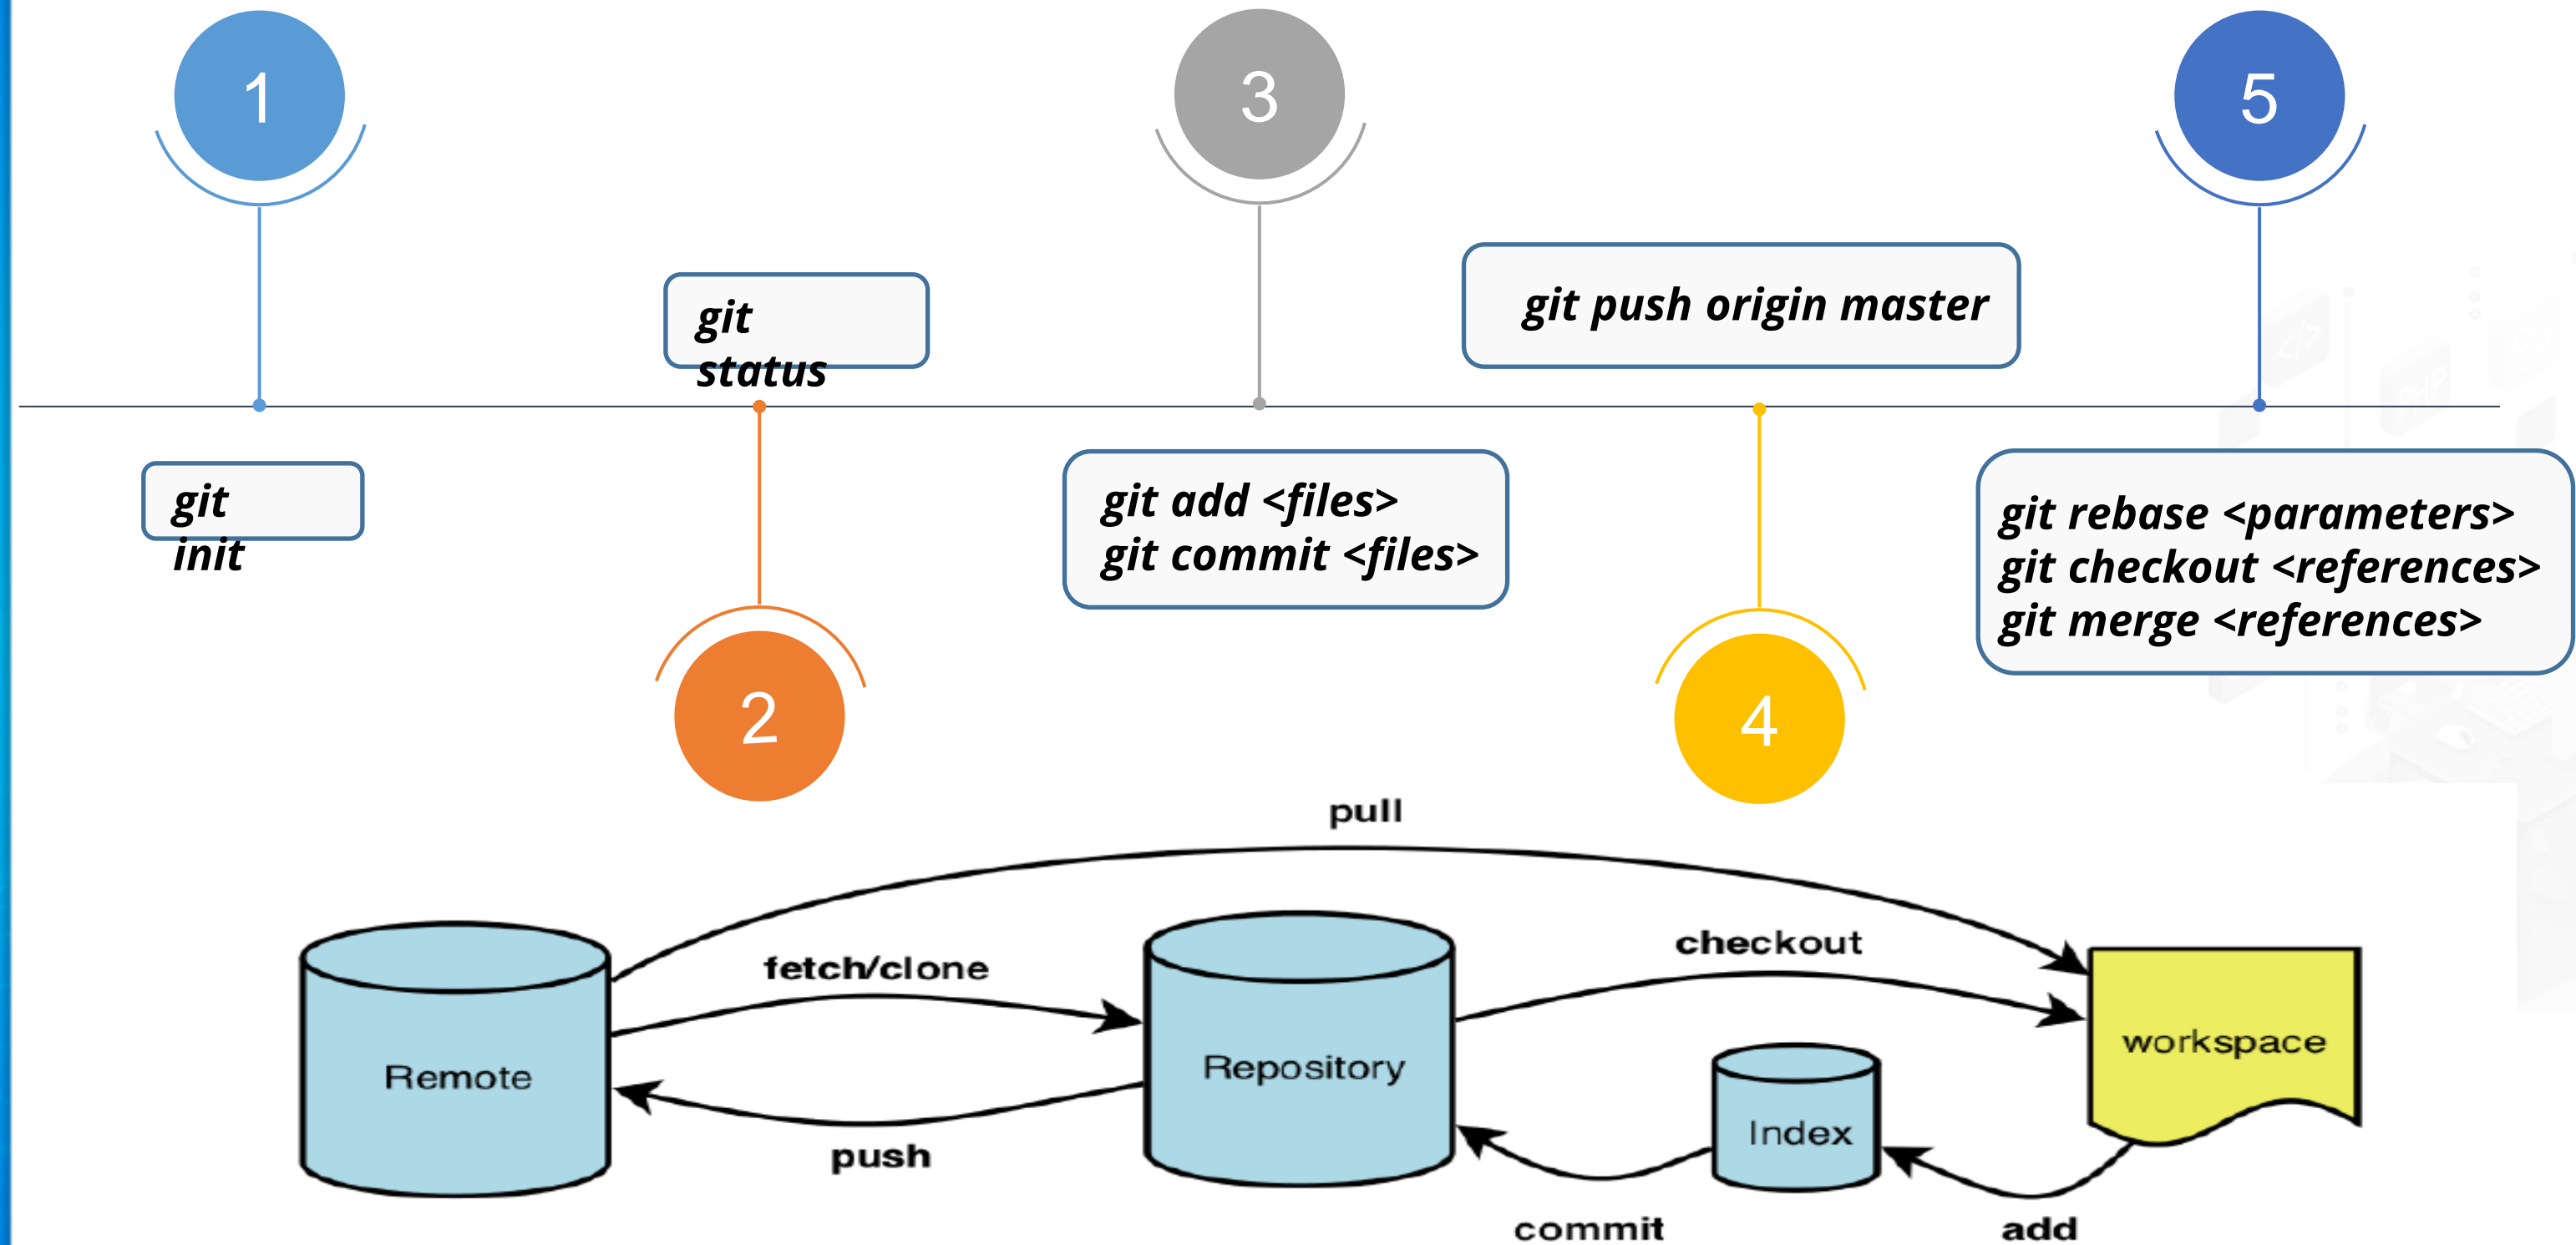 1
3
5
git
status
git push origin master
git
init
git add <files>
git commit <files>
git rebase <parameters>
git checkout <references>
git merge <references>
2
4
pull
fetch/clone
checkout
Remote
Repository
workspace
Index
push
commit
add